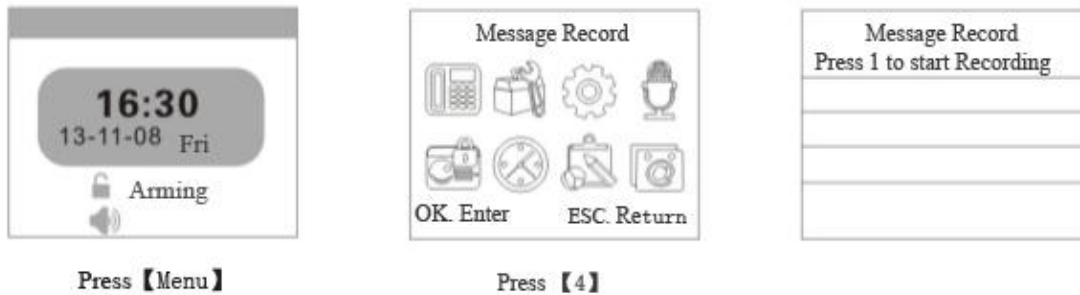 16:30
13-11-08 Fri
Arming
Press【Menu】
Message Record
OK. Enter ESC. Return
Press【4】
Message Record
Press 1 to start Recording